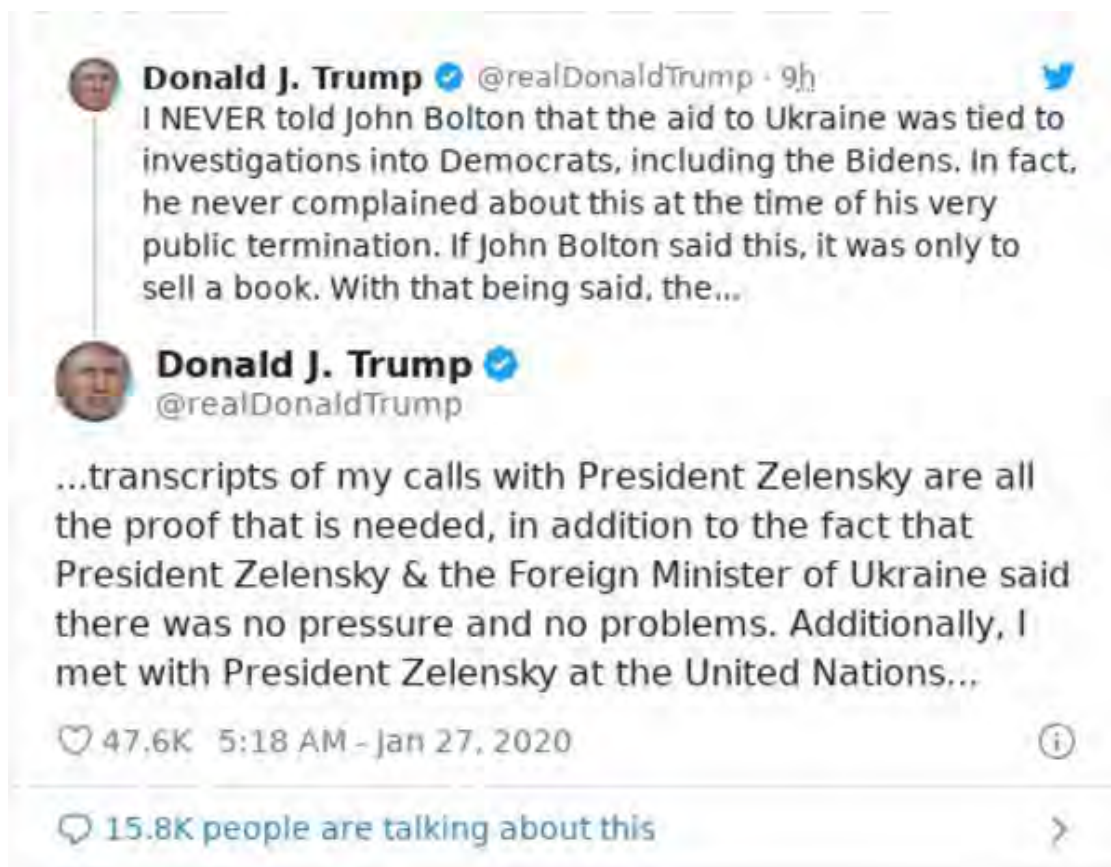 Donald J. Trump @realDonaldTrump · 9h
I NEVER told John Bolton that the aid to Ukraine was tied to
investigations into Democrats, including the Bidens. In fact,
he never complained about this at the time of his very
public termination. If John Bolton said this, it was only to
sell a book. With that being said, the...
Donald J. Trump
@realDonaldTrump
...transcripts of my calls with President Zelensky are all
the proof that is needed, in addition to the fact that
President Zelensky & the Foreign Minister of Ukraine said
there was no pressure and no problems. Additionally, I
met with President Zelensky at the United Nations...
47.6K 5:18 AM - Jan 27, 2020
15.8K people are talking about this